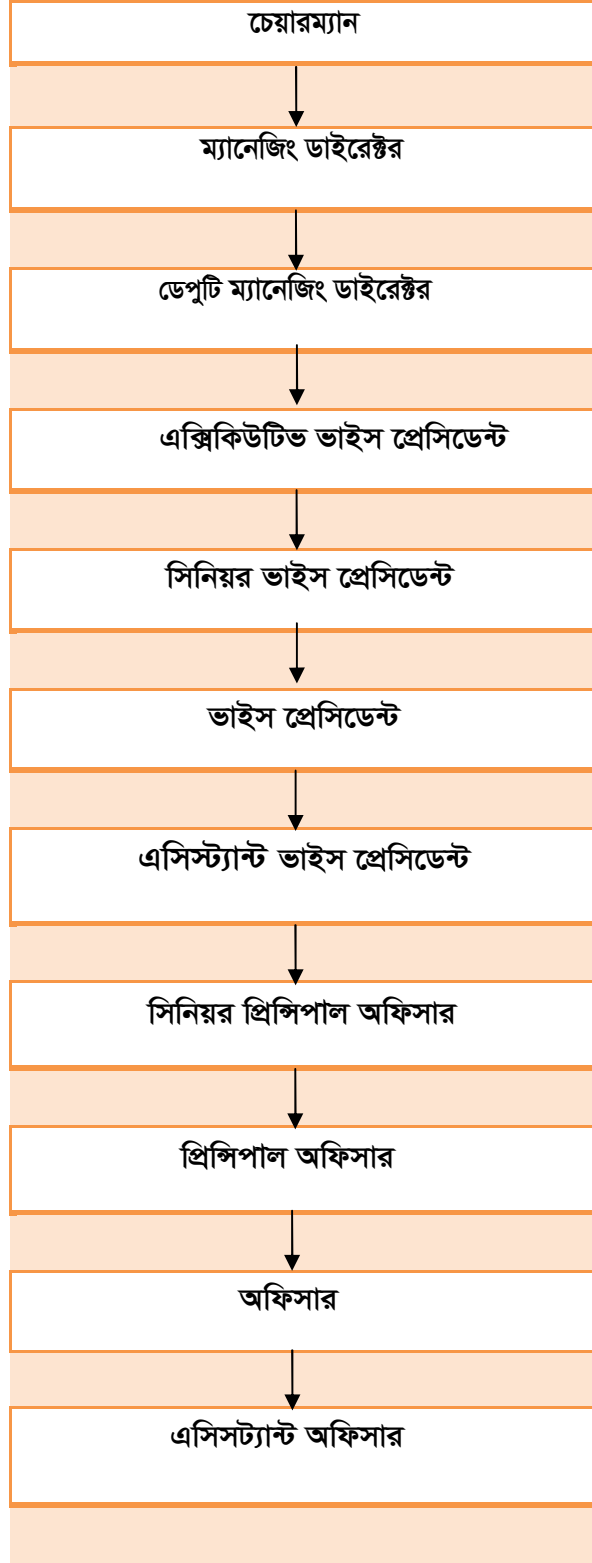 চেয়ারম্যান
ম্যানেজিং ডাইরেক্টর
ডেপুটি ম্যানেজিং ডাইরেক্টর
এক্সিকিউটিভ ভাইস প্রেসিডেন্ট
সিনিয়র ভাইস প্রেসিডেন্ট
ভাইস প্রেসিডেন্ট
এসিস্ট্যান্ট ভাইস প্রেসিডেন্ট
সিনিয়র প্রিন্সিপাল অফিসার
প্রিন্সিপাল অফিসার
অফিসার
এসিসট্যান্ট অফিসার